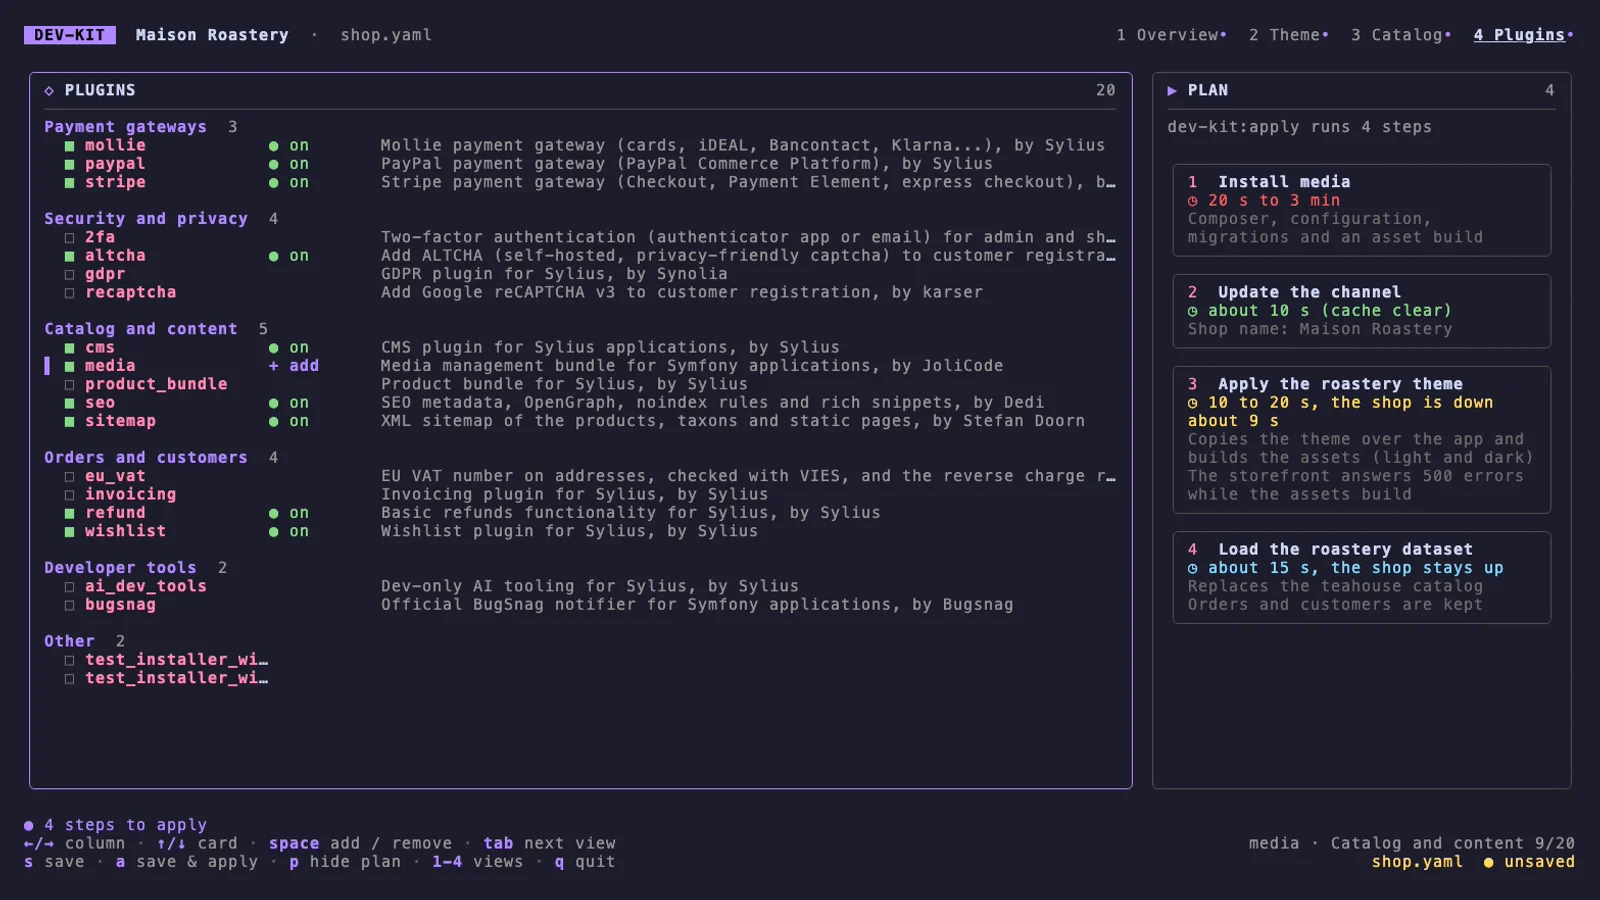 DEV-KIT Maison Roastery · shop.yaml
1 Overview• 2 Theme• 3 Catalog• 4 Plugins•
◇ PLUGINS 20
Payment gateways 3
■ mollie ● on Mollie payment gateway (cards, iDEAL, Bancontact, Klarna...), by Sylius
■ paypal ● on PayPal payment gateway (PayPal Commerce Platform), by Sylius
■ stripe ● on Stripe payment gateway (Checkout, Payment Element, express checkout), b…
Security and privacy 4
□ 2fa Two-factor authentication (authenticator app or email) for admin and sh…
■ altcha ● on Add ALTCHA (self-hosted, privacy-friendly captcha) to customer registra…
□ gdpr GDPR plugin for Sylius, by Synolia
□ recaptcha Add Google reCAPTCHA v3 to customer registration, by karser
Catalog and content 5
■ cms ● on CMS plugin for Sylius applications, by Sylius
■ media + add Media management bundle for Symfony applications, by JoliCode
□ product_bundle Product bundle for Sylius, by Sylius
■ seo ● on SEO metadata, OpenGraph, noindex rules and rich snippets, by Dedi
■ sitemap ● on XML sitemap of the products, taxons and static pages, by Stefan Doorn
Orders and customers 4
□ eu_vat EU VAT number on addresses, checked with VIES, and the reverse charge r…
□ invoicing Invoicing plugin for Sylius, by Sylius
■ refund ● on Basic refunds functionality for Sylius, by Sylius
■ wishlist ● on Wishlist plugin for Sylius, by Sylius
Developer tools 2
□ ai_dev_tools Dev-only AI tooling for Sylius, by Sylius
□ bugsnag Official BugSnag notifier for Symfony applications, by Bugsnag
Other 2
□ test_installer_wi…
□ test_installer_wi…
▶ PLAN 4
dev-kit:apply runs 4 steps
1 Install media
◷ 20 s to 3 min
Composer, configuration,
migrations and an asset build
2 Update the channel
◷ about 10 s (cache clear)
Shop name: Maison Roastery
3 Apply the roastery theme
◷ 10 to 20 s, the shop is down
about 9 s
Copies the theme over the app and
builds the assets (light and dark)
The storefront answers 500 errors
while the assets build
4 Load the roastery dataset
◷ about 15 s, the shop stays up
Replaces the teahouse catalog
Orders and customers are kept
● 4 steps to apply
←/→ column · ↑/↓ card · space add / remove · tab next view
s save · a save & apply · p hide plan · 1-4 views · q quit
media · Catalog and content 9/20
shop.yaml ● unsaved